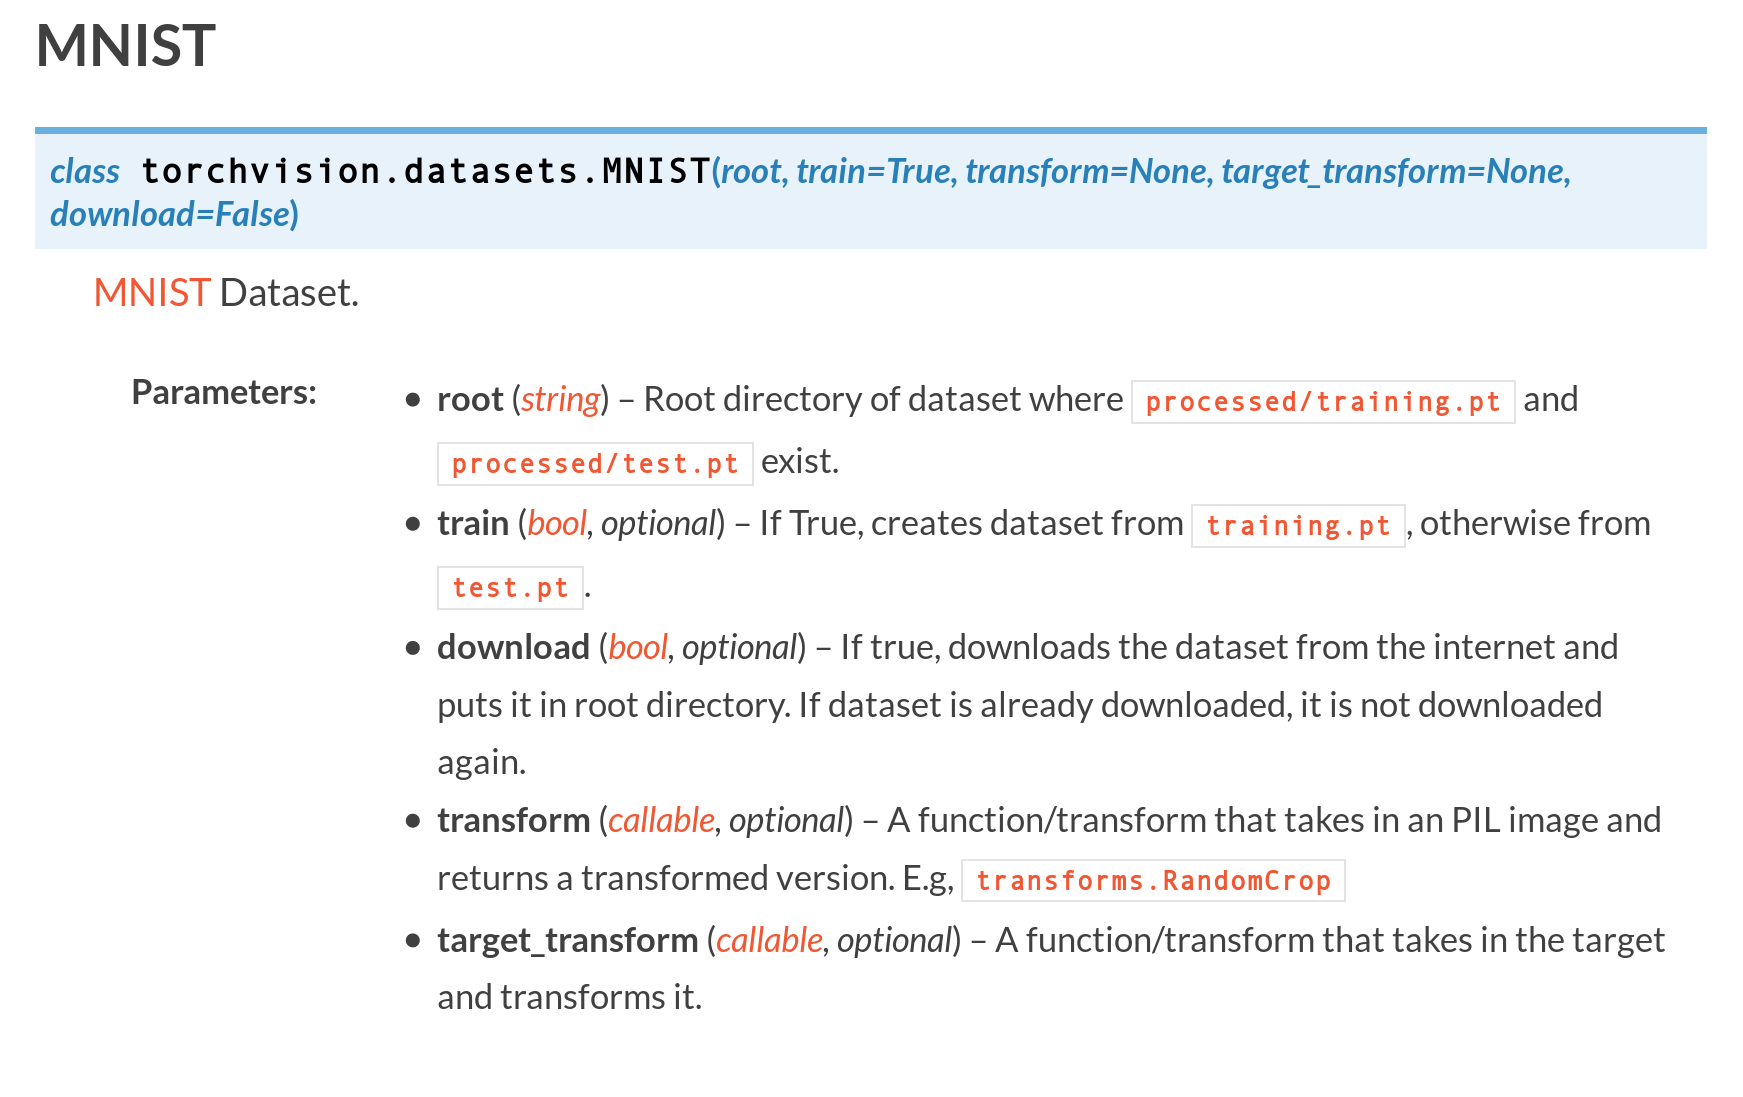 MNIST
class torchvision.datasets.MNIST(root, train=True, transform=None, target_transform=None,
download=False)
MNIST Dataset.
Parameters:
• root (string) – Root directory of dataset where processed/training.pt and
processed/test.pt exist.
• train (bool, optional) – If True, creates dataset from training.pt, otherwise from
test.pt.
• download (bool, optional) – If true, downloads the dataset from the internet and
puts it in root directory. If dataset is already downloaded, it is not downloaded
again.
• transform (callable, optional) – A function/transform that takes in an PIL image and
returns a transformed version. E.g, transforms.RandomCrop
• target_transform (callable, optional) – A function/transform that takes in the target
and transforms it.